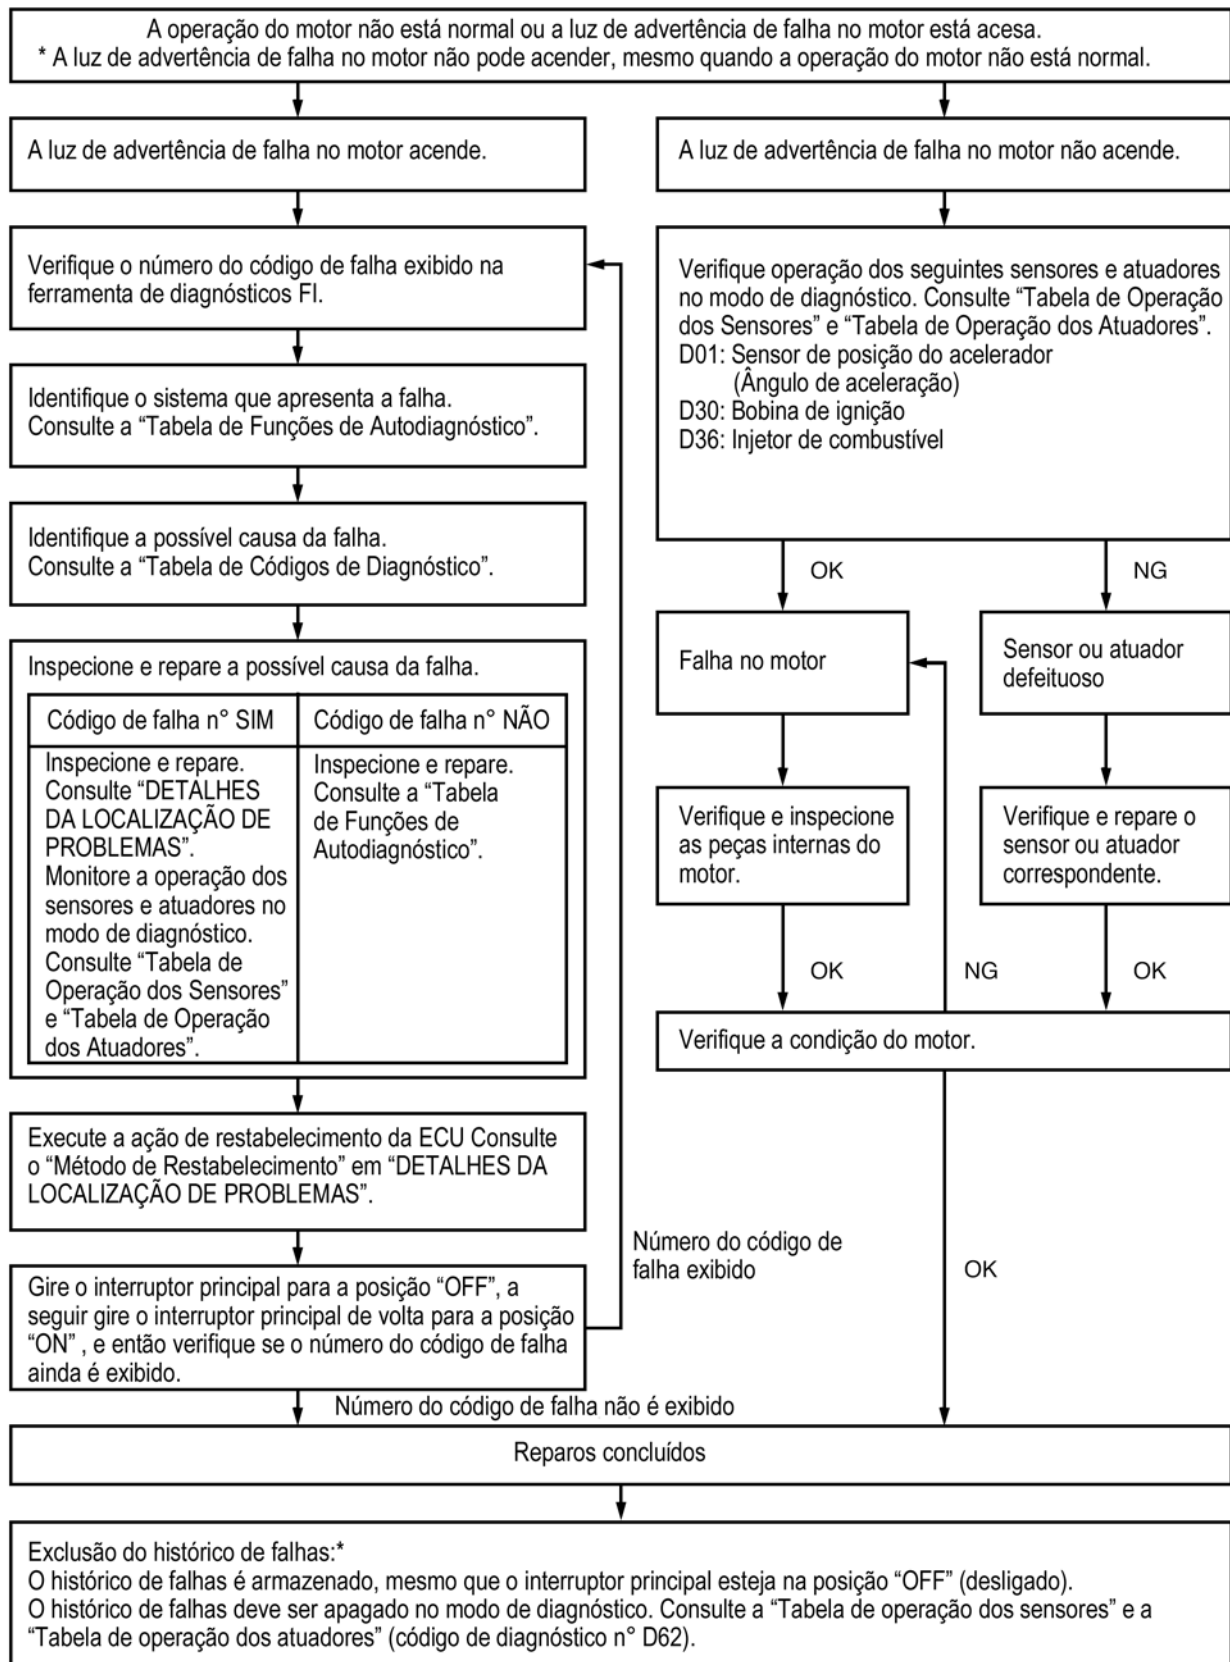 A operação do motor não está normal ou a luz de advertência de falha no motor está acesa.
* A luz de advertência de falha no motor não pode acender, mesmo quando a operação do motor não está normal.
A luz de advertência de falha no motor acende.
Verifique o número do código de falha exibido na
ferramenta de diagnósticos FI.
Identifique o sistema que apresenta a falha.
Consulte a “Tabela de Funções de Autodiagnóstico”.
Identifique a possível causa da falha.
Consulte a “Tabela de Códigos de Diagnóstico”.
Inspecione e repare a possível causa da falha.
Código de falha n° SIM
Inspecione e repare.
Consulte “DETALHES
DA LOCALIZAÇÃO DE
PROBLEMAS”.
Monitore a operação dos
sensores e atuadores no
modo de diagnóstico.
Consulte “Tabela de
Operação dos Sensores”
e “Tabela de Operação
dos Atuadores”.
Código de falha n° NÃO
Inspecione e repare.
Consulte a “Tabela
de Funções de
Autodiagnóstico”.
Execute a ação de restabelecimento da ECU Consulte
o “Método de Restabelecimento” em “DETALHES DA
LOCALIZAÇÃO DE PROBLEMAS”.
Gire o interruptor principal para a posição “OFF”, a
seguir gire o interruptor principal de volta para a posição
“ON” , e então verifique se o número do código de falha
ainda é exibido.
Número do código de
falha exibido
Número do código de falha não é exibido
A luz de advertência de falha no motor não acende.
Verifique operação dos seguintes sensores e atuadores
no modo de diagnóstico. Consulte “Tabela de Operação
dos Sensores” e “Tabela de Operação dos Atuadores”.
D01: Sensor de posição do acelerador
(Ângulo de aceleração)
D30: Bobina de ignição
D36: Injetor de combustível
OK
NG
Falha no motor
Sensor ou atuador
defeituoso
Verifique e inspecione
as peças internas do
motor.
Verifique e repare o
sensor ou atuador
correspondente.
OK
NG
OK
Verifique a condição do motor.
OK
Reparos concluídos
Exclusão do histórico de falhas:*
O histórico de falhas é armazenado, mesmo que o interruptor principal esteja na posição “OFF” (desligado).
O histórico de falhas deve ser apagado no modo de diagnóstico. Consulte a “Tabela de operação dos sensores” e a
“Tabela de operação dos atuadores” (código de diagnóstico n° D62).